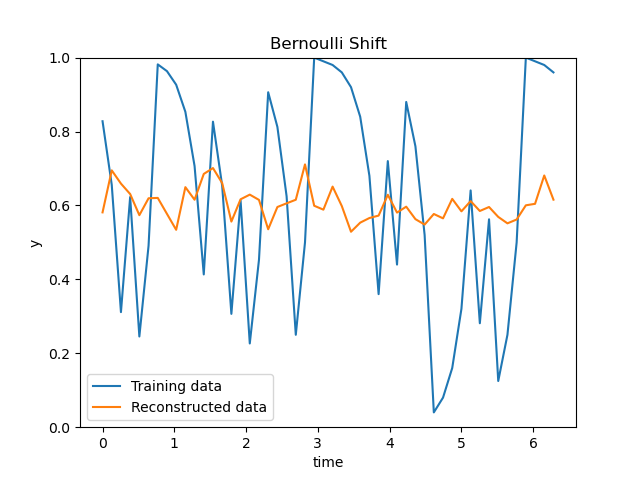 Bernoulli Shift
y
1.0
0.8
0.6
0.4
0.2
0.0
Training data
Reconstructed data
0 1 2 3 4 5 6
time